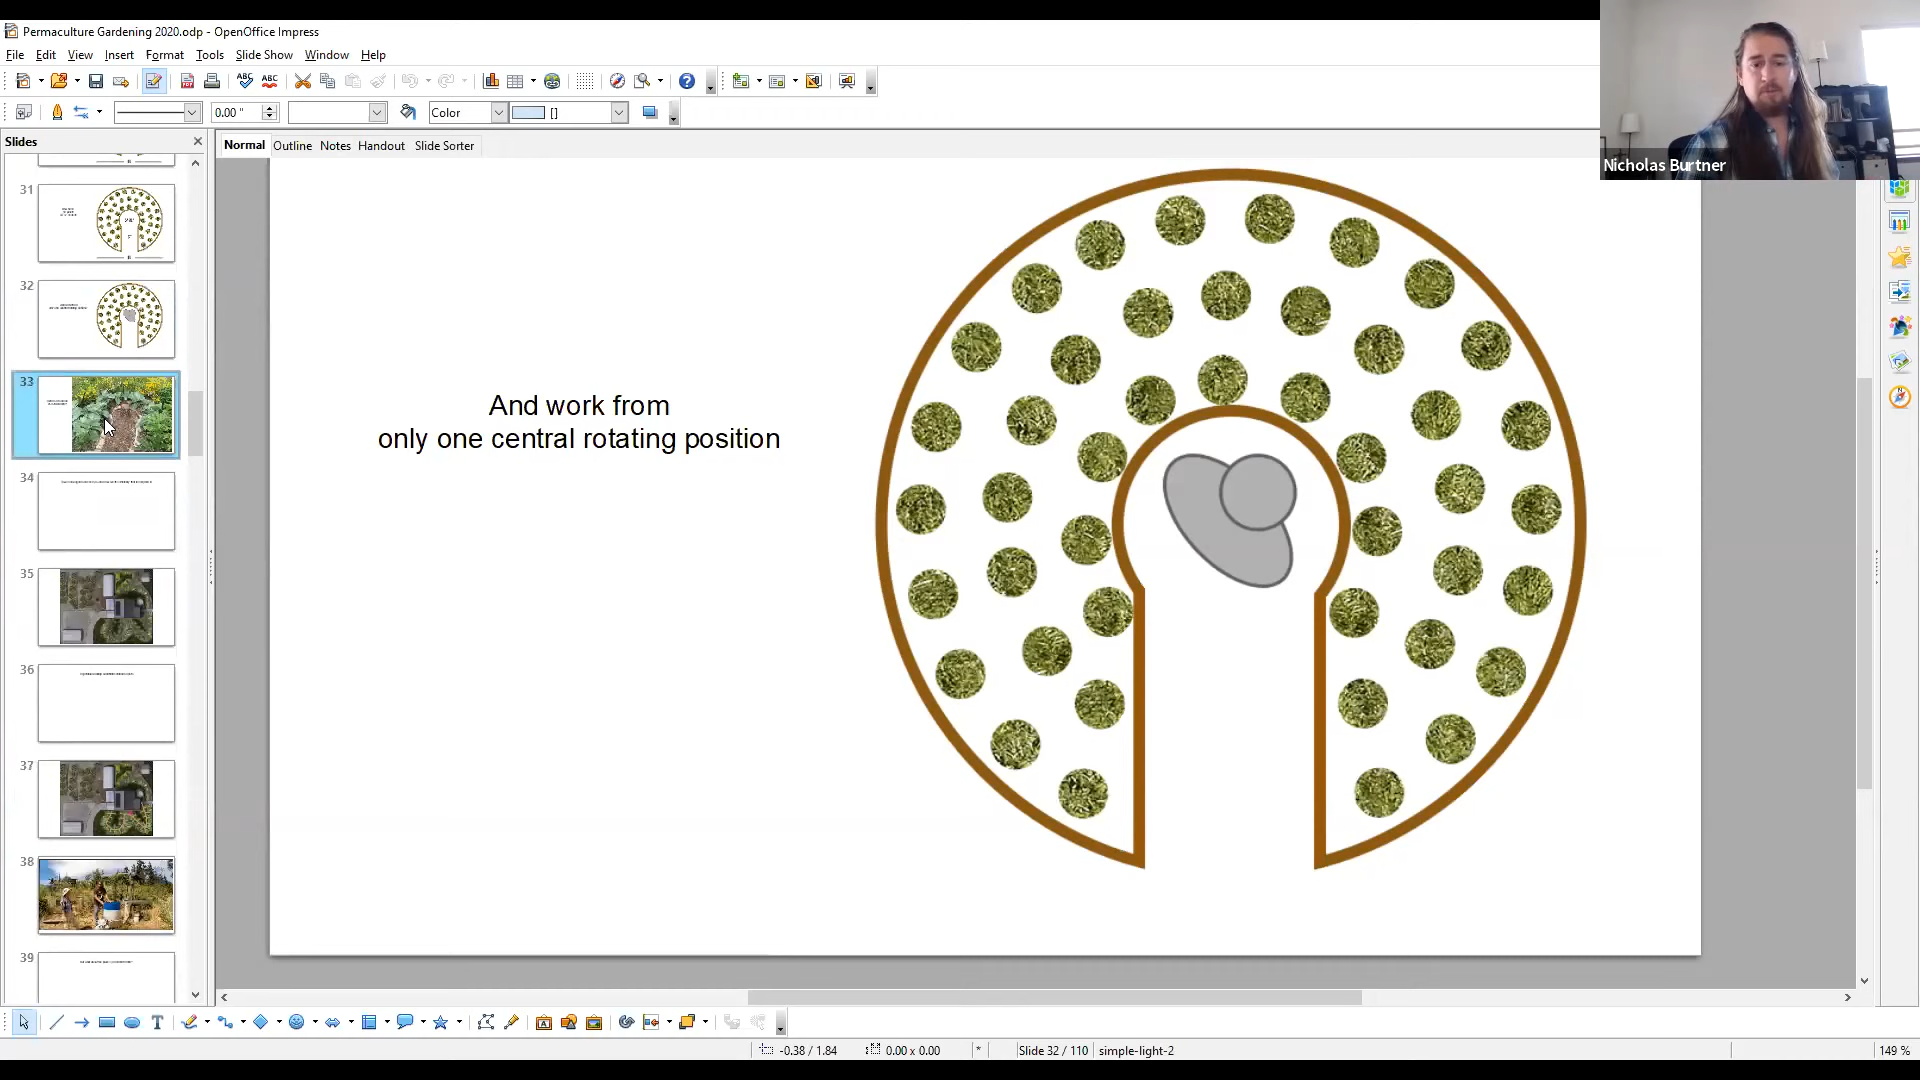 Permaculture Gardening 2020.odp - OpenOffice Impress
File Edit View Insert Format Tools Slide Show Window Help
0.00 " Color []
Slides
Normal Outline Notes Handout Slide Sorter
Nicholas Burtner
31
32
33
34
35
36
37
38
39
And work from
only one central rotating position
-0.38 / 1.84 0.00 x 0.00 * Slide 32 / 110 simple-light-2 149 %